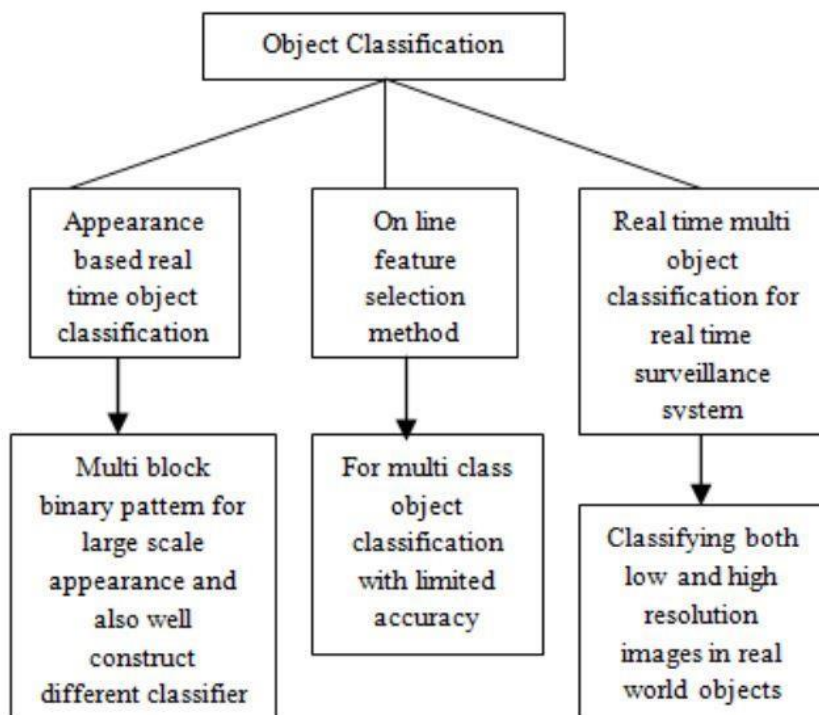 Object Classification
Appearance
based real
time object
classification
On line
feature
selection
method
Real time multi
object
classification for
real time
surveillance
system
Multi block
binary pattern for
large scale
appearance and
also well
construct
different classifier
For multi class
object
classification
with limited
accuracy
Classifying both
low and high
resolution
images in real
world objects